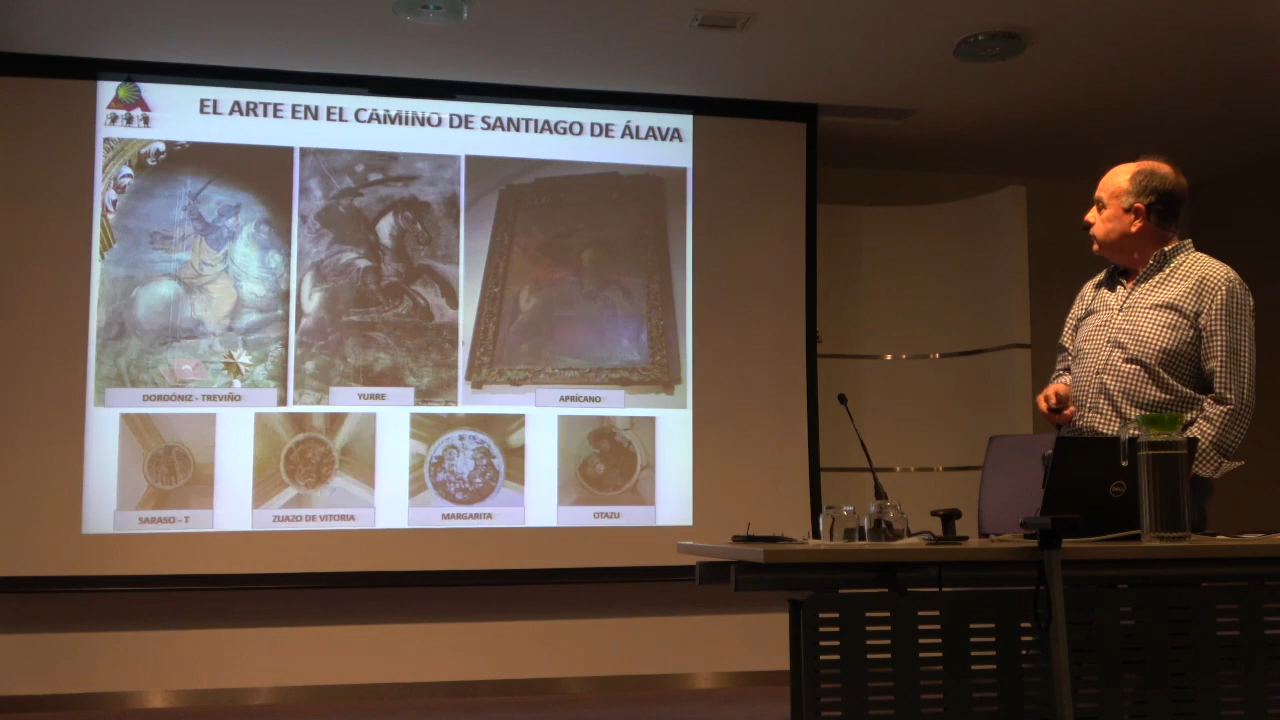 EL ARTE EN EL CAMINO DE SANTIAGO DE ÁLAVA
DORDÓNIZ - TREVIÑO
YURRE
APRÍCANO
SARASO - T
ZUAZO DE VITORIA
MARGARITA
OTAZU
DELL